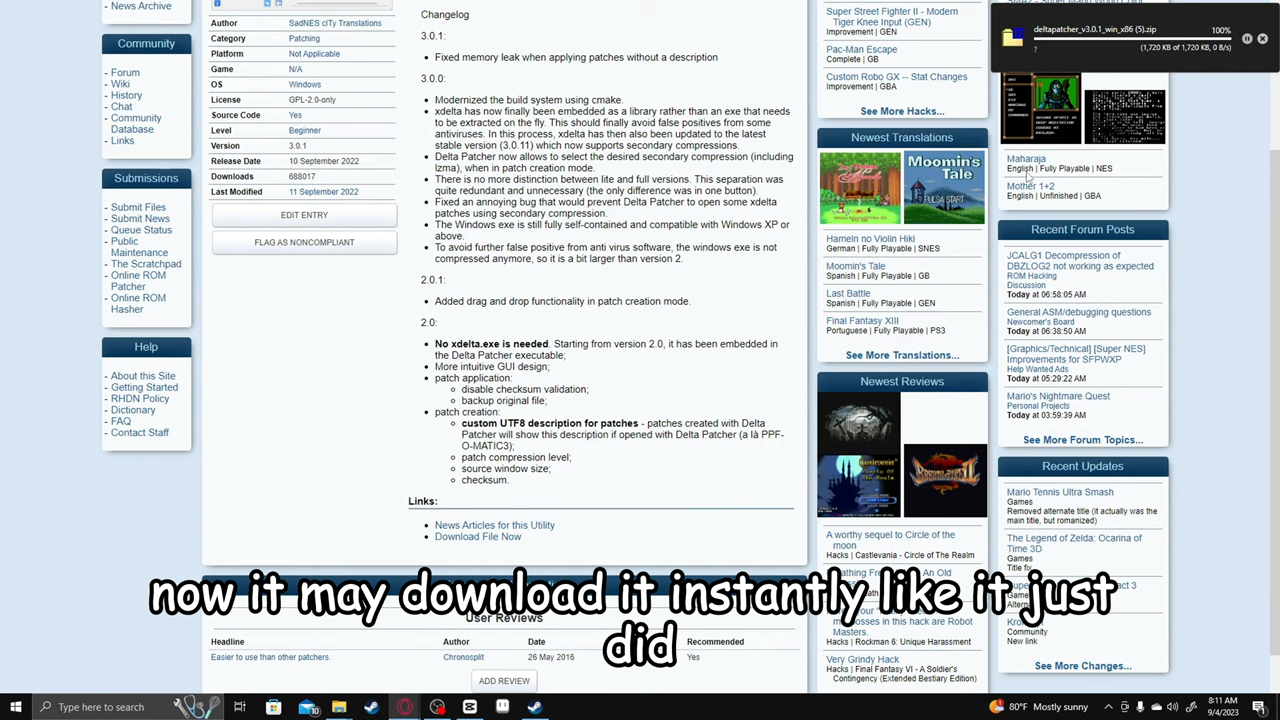 News Archive
Community
Forum
Wiki
History
Chat
Community
Database
Links
Submissions
Submit Files
Submit News
Queue Status
Public
Maintenance
The Scratchpad
Online ROM
Patcher
Online ROM
Hasher
Help
About this Site
Getting Started
RHDN Policy
Dictionary
FAQ
Contact Staff
Author SadNES cITy Translations
Category Patching
Platform Not Applicable
Game N/A
OS Windows
License GPL-2.0-only
Source Code Yes
Level Beginner
Version 3.0.1
Release Date 10 September 2022
Downloads 688017
Last Modified 11 September 2022
EDIT ENTRY
FLAG AS NONCOMPLIANT
Changelog
3.0.1:
Fixed memory leak when applying patches without a description
3.0.0:
Modernized the build system using cmake.
xdelta has now finally been embedded as a library rather than an exe that needs
to be extracted on the fly. This should finally avoid false positives from some
antiviruses. In this process, xdelta has then also been updated to the latest
stable version (3.0.11) which now supports secondary compressions.
Delta Patcher now allows to select the desired secondary compression (including
lzma), when in patch creation mode.
There is no more distinction between lite and full versions. This separation was
quite redundant and unnecessary (the only difference was in one button).
Fixed an annoying bug that would prevent Delta Patcher to open some xdelta
patches using secondary compression.
The Windows exe is still fully self-contained and compatible with Windows XP or
above.
To avoid further false positive from anti virus software, the windows exe is not
compressed anymore, so it is a bit larger than version 2.
2.0.1:
Added drag and drop functionality in patch creation mode.
2.0:
No xdelta.exe is needed. Starting from version 2.0, it has been embedded in
the Delta Patcher executable;
More intuitive GUI design;
patch application:
disable checksum validation;
backup original file;
patch creation:
custom UTF8 description for patches - patches created with Delta
Patcher will show this description if opened with Delta Patcher (a là PPF-
O-MATIC3);
patch compression level;
source window size;
checksum.
Links:
News Articles for this Utility
Download File Now
User Reviews
Headline Author Date Recommended
Easier to use than other patchers. Chronosplit 26 May 2016 Yes
ADD REVIEW
Super Street Fighter II - Modern
Tiger Knee Input (GEN)
Improvement | GEN
Pac-Man Escape
Complete | GB
Custom Robo GX -- Stat Changes
Improvement | GBA
See More Hacks...
Newest Translations
Moomin's
Tale
PULSA START
Hameln no Violin Hiki
German | Fully Playable | SNES
Moomin's Tale
Spanish | Fully Playable | GB
Last Battle
Spanish | Fully Playable | GEN
Final Fantasy XIII
Portuguese | Fully Playable | PS3
See More Translations...
Newest Reviews
A worthy sequel to Circle of the
moon
Hacks | Castlevania - Circle of The Realm
An Old
bosses in this hack are Robot
Masters.
Hacks | Rockman 6: Unique Harassment
Very Grindy Hack
Hacks | Final Fantasy VI - A Soldier's
Contingency (Extended Bestiary Edition)
deltapatcher_v3.0.1_win_x86 (5).zip 100%
(1,720 KB of 1,720 KB, 0 B/s)
?
Maharaja
English | Fully Playable | NES
Mother 1+2
English | Unfinished | GBA
Recent Forum Posts
JCALG1 Decompression of
DBZLOG2 not working as expected
ROM Hacking
Discussion
Today at 06:58:05 AM
General ASM/debugging questions
Newcomer's Board
Today at 06:38:50 AM
[Graphics/Technical] [Super NES]
Improvements for SFPWXP
Help Wanted Ads
Today at 05:29:22 AM
Mario's Nightmare Quest
Personal Projects
Today at 03:59:39 AM
See More Forum Topics...
Recent Updates
Mario Tennis Ultra Smash
Games
Removed alternate title (it actually was the
main title, but romanized)
The Legend of Zelda: Ocarina of
Time 3D
Games
Title fix
Games
Community
New link
See More Changes...
now it may download it instantly like it just
did
Type here to search
80°F Mostly sunny
8:11 AM
9/4/2023